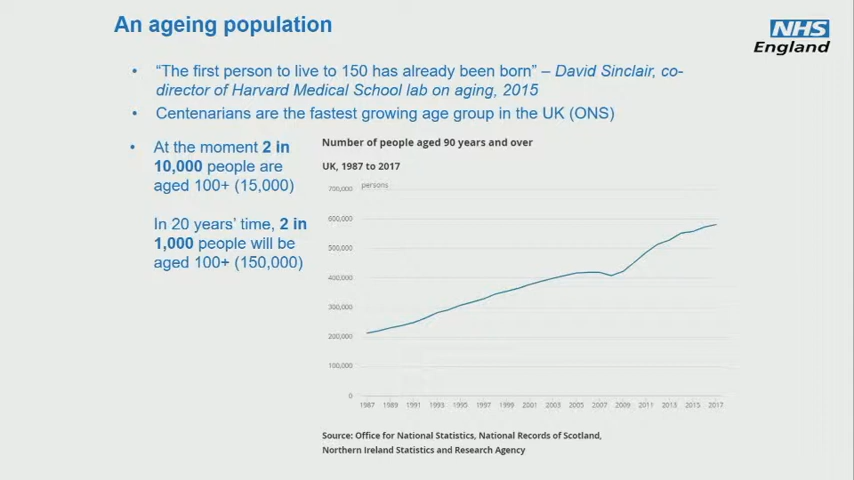 An ageing population
NHS
England
• “The first person to live to 150 has already been born” – David Sinclair, co-
director of Harvard Medical School lab on aging, 2015
• Centenarians are the fastest growing age group in the UK (ONS)
• At the moment 2 in
10,000 people are
aged 100+ (15,000)
In 20 years’ time, 2 in
1,000 people will be
aged 100+ (150,000)
Number of people aged 90 years and over
UK, 1987 to 2017
persons
700,000
600,000
500,000
400,000
300,000
200,000
100,000
0
1987 1989 1991 1993 1995 1997 1999 2001 2003 2005 2007 2009 2011 2013 2015 2017
Source: Office for National Statistics, National Records of Scotland,
Northern Ireland Statistics and Research Agency